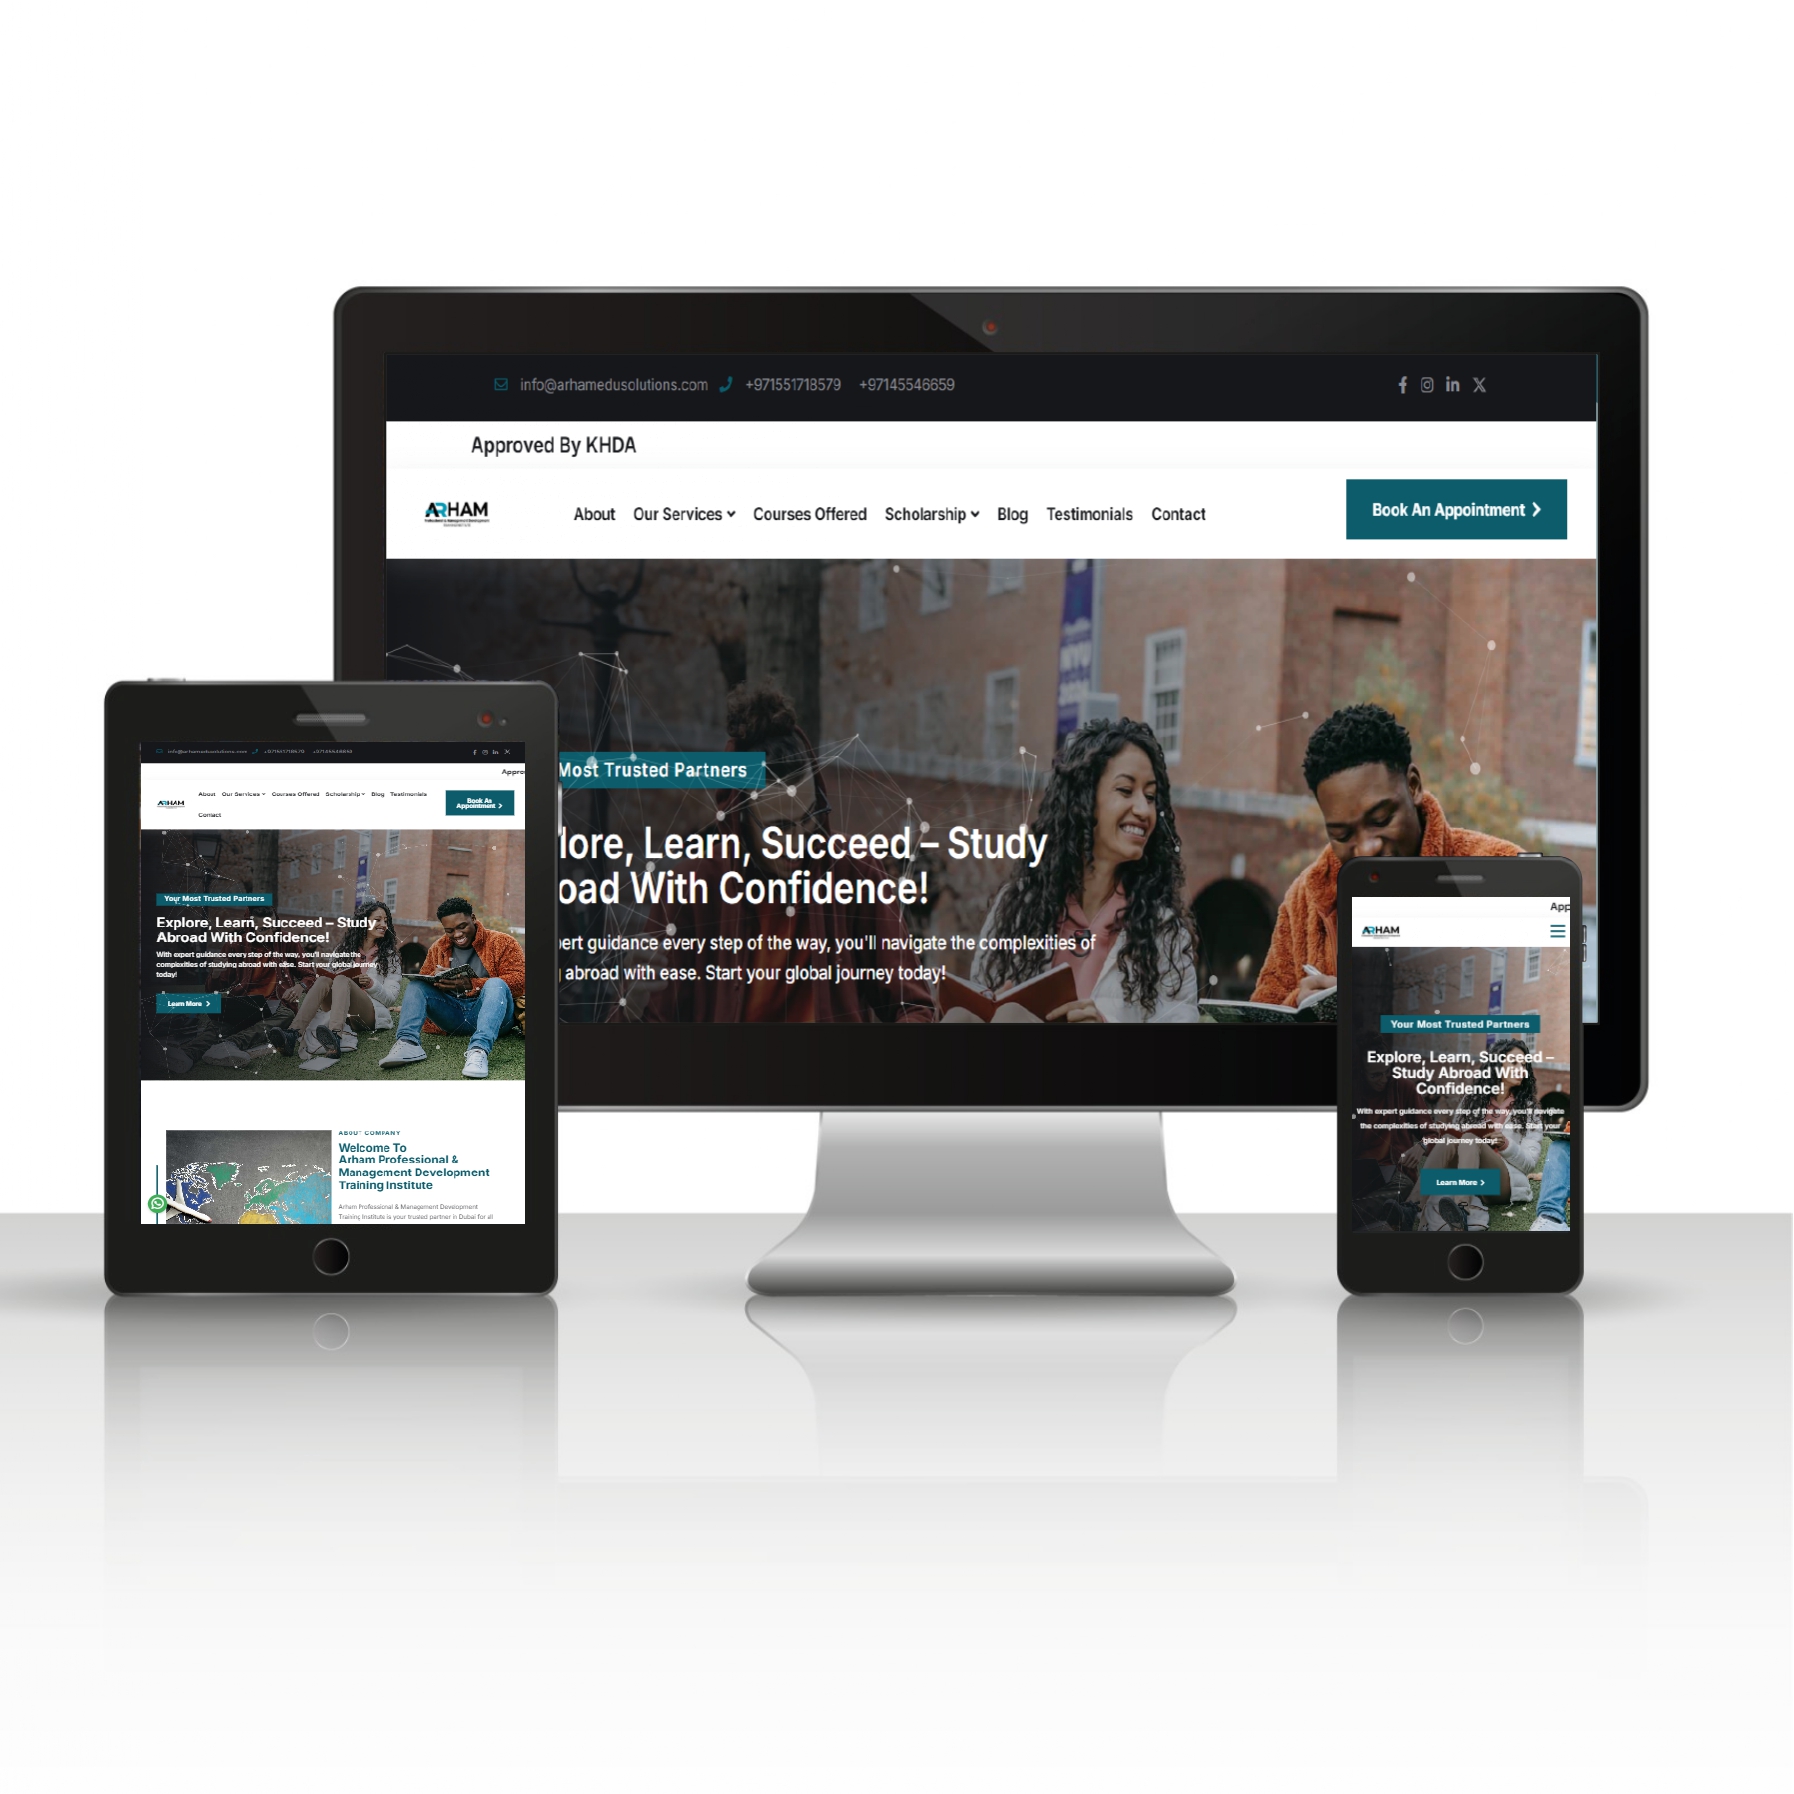 info@arhamedusolutions.com +971551718579 +97145546659
Approved By KHDA
ARHAM
About Our Services Courses Offered Scholarship Blog Testimonials Contact
Book An Appointment
Most Trusted Partners
lore, Learn, Succeed – Study
oad With Confidence!
ert guidance every step of the way, you'll navigate the complexities of
abroad with ease. Start your global journey today!
info@arhamedusolutions.com +971551718579 +97145546659
Appro
ARHAM
About Our Services Courses Offered Scholarship Blog Testimonials
Contact
Book An
Appointment
Your Most Trusted Partners
Explore, Learn, Succeed – Study
Abroad With Confidence!
With expert guidance every step of the way, you'll navigate the
complexities of studying abroad with ease. Start your global journey
today!
Learn More
ABOUT COMPANY
Welcome To
Arham Professional &
Management Development
Training Institute
Arham Professional & Management Development
Training Institute is your trusted partner in Dubai for all
App
ARHAM
Your Most Trusted Partners
Explore, Learn, Succeed –
Study Abroad With
Confidence!
With expert guidance every step of the way, you'll navigate
the complexities of studying abroad with ease. Start your
global journey today!
Learn More